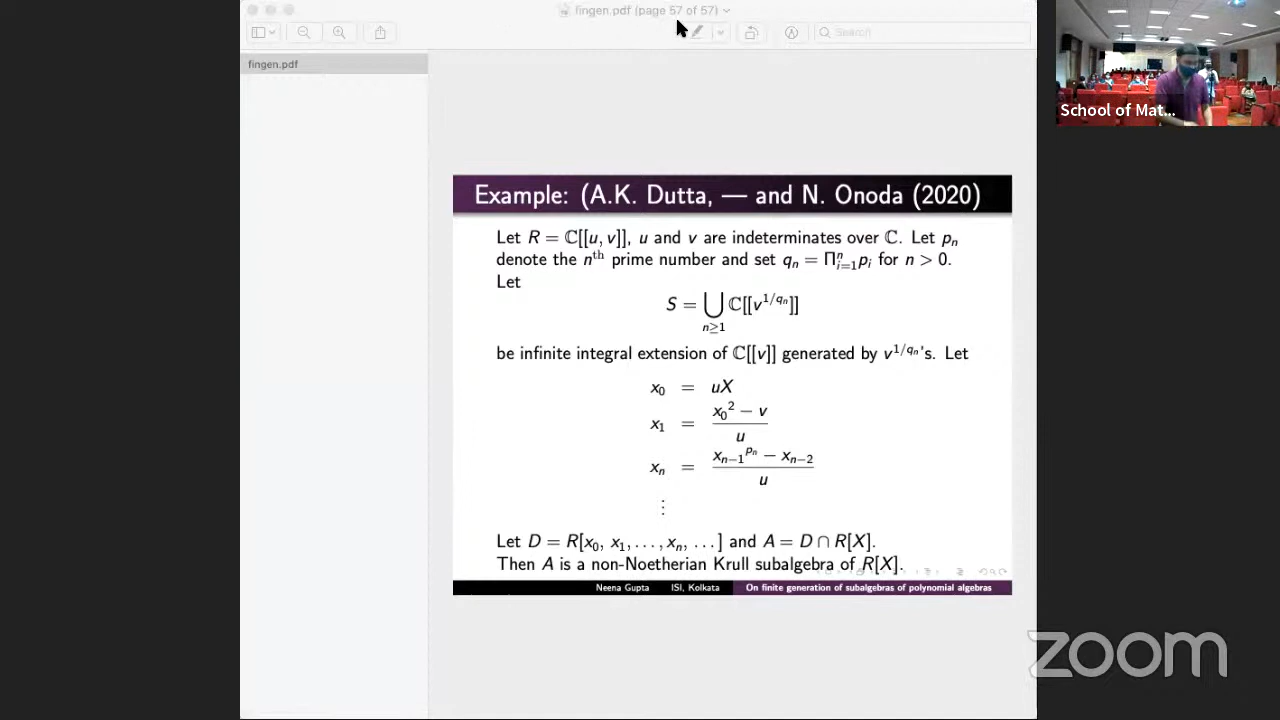 fingen.pdf (page 57 of 57)
Search
fingen.pdf
School of Mat...
Example: (A.K. Dutta, — and N. Onoda (2020)
Let R = ℂ[[u, v]], u and v are indeterminates over ℂ. Let pₙ
denote the nᵗʰ prime number and set qₙ = Πⁿᵢ₌₁pᵢ for n > 0.
Let
S = ⋃_{n≥1} ℂ[[v^{1/qₙ}]]
be infinite integral extension of ℂ[[v]] generated by v^{1/qₙ}'s. Let
x₀ = uX
x₁ = (x₀² − v)/u
xₙ = (xₙ₋₁^{pₙ} − xₙ₋₂)/u
⋮
Let D = R[x₀, x₁, . . . , xₙ, . . . ] and A = D ∩ R[X].
Then A is a non-Noetherian Krull subalgebra of R[X].
Neena Gupta ISI, Kolkata On finite generation of subalgebras of polynomial algebras
zoom